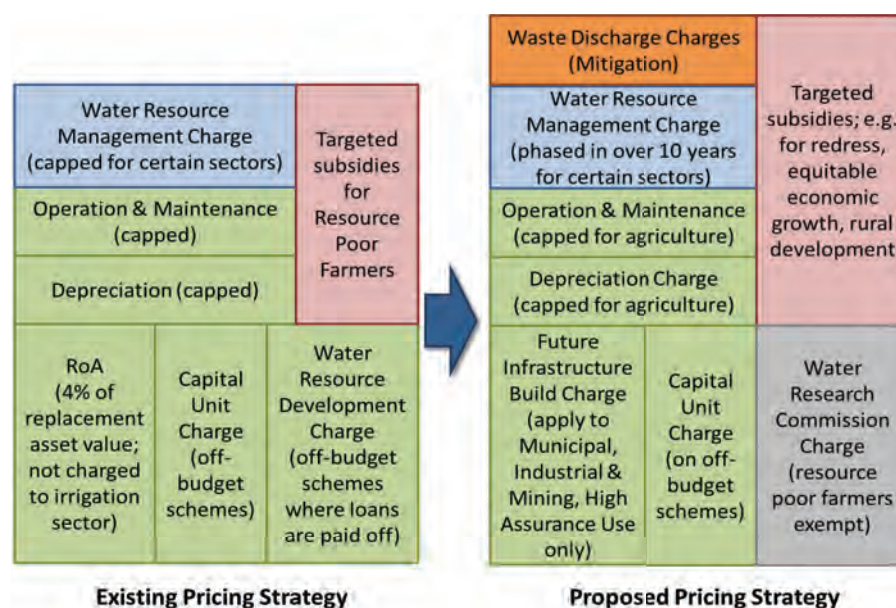 Water Resource
Management Charge
(capped for certain sectors)
Targeted
subsidies
for
Resource
Poor
Farmers
Operation & Maintenance
(capped)
Depreciation (capped)
RoA
(4% of
replacement
asset value;
not charged
to irrigation
sector)
Capital
Unit
Charge
(off-
budget
schemes)
Water
Resource
Development
Charge
(off-budget
schemes
where loans
are paid off)
Existing Pricing Strategy
Waste Discharge Charges
(Mitigation)
Water Resource
Management Charge
(phased in over 10 years
for certain sectors)
Targeted
subsidies; e.g.
for redress,
equitable
economic
growth, rural
development
Operation & Maintenance
(capped for agriculture)
Depreciation Charge
(capped for agriculture)
Future
Infrastructure
Build Charge
(apply to
Municipal,
Industrial &
Mining, High
Assurance Use
only)
Capital
Unit
Charge
(on off-
budget
schemes)
Water
Research
Commission
Charge
(resource
poor farmers
exempt)
Proposed Pricing Strategy